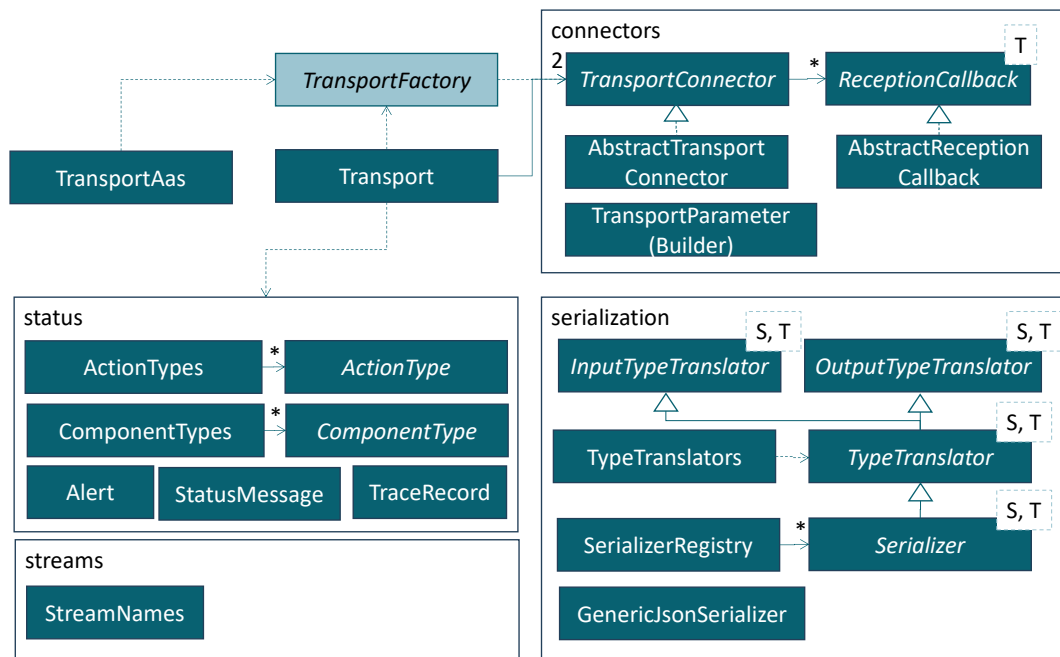 connectors
T
2
*
TransportFactory
TransportConnector
ReceptionCallback
TransportAas
Transport
AbstractTransport
Connector
AbstractReception
Callback
TransportParameter
(Builder)
status
ActionTypes
*
ActionType
ComponentTypes
*
ComponentType
Alert
StatusMessage
TraceRecord
streams
StreamNames
serialization
S, T
S, T
InputTypeTranslator
OutputTypeTranslator
S, T
TypeTranslators
TypeTranslator
S, T
SerializerRegistry
*
Serializer
GenericJsonSerializer